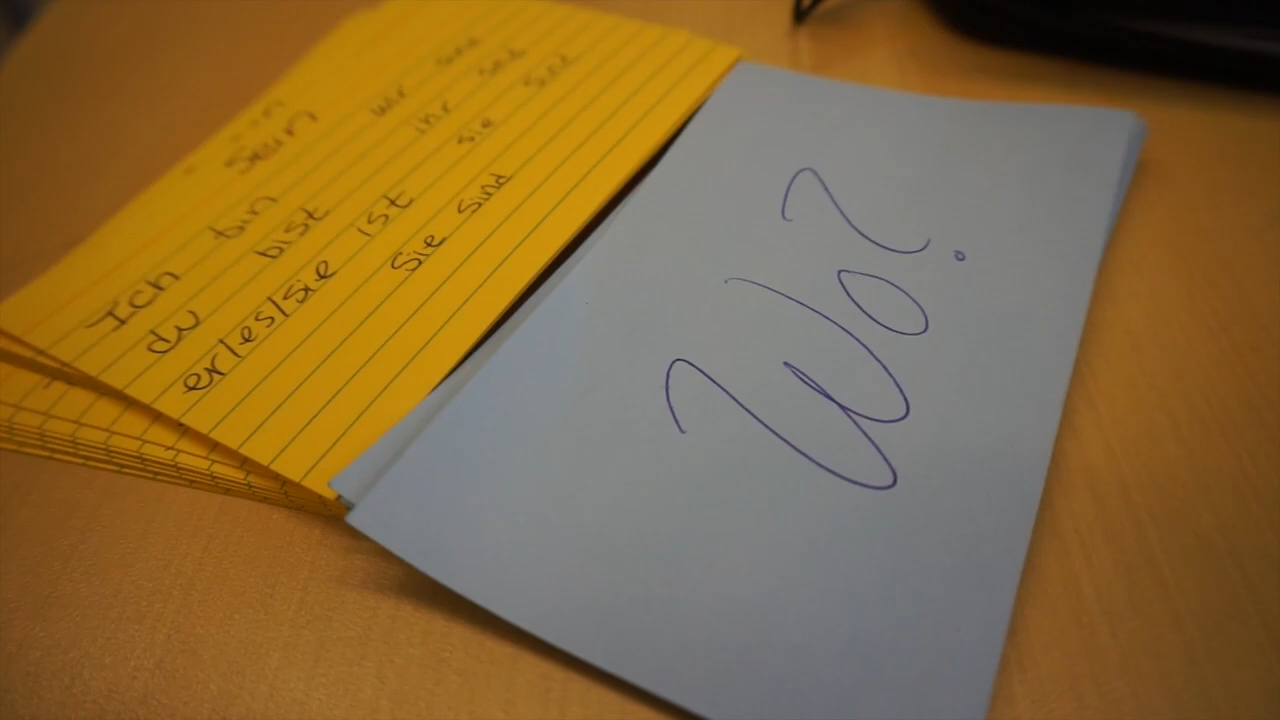 sein
Ich bin wir sind
du bist ihr seid
er/es/sie ist sie sind
Sie sind
Wo?